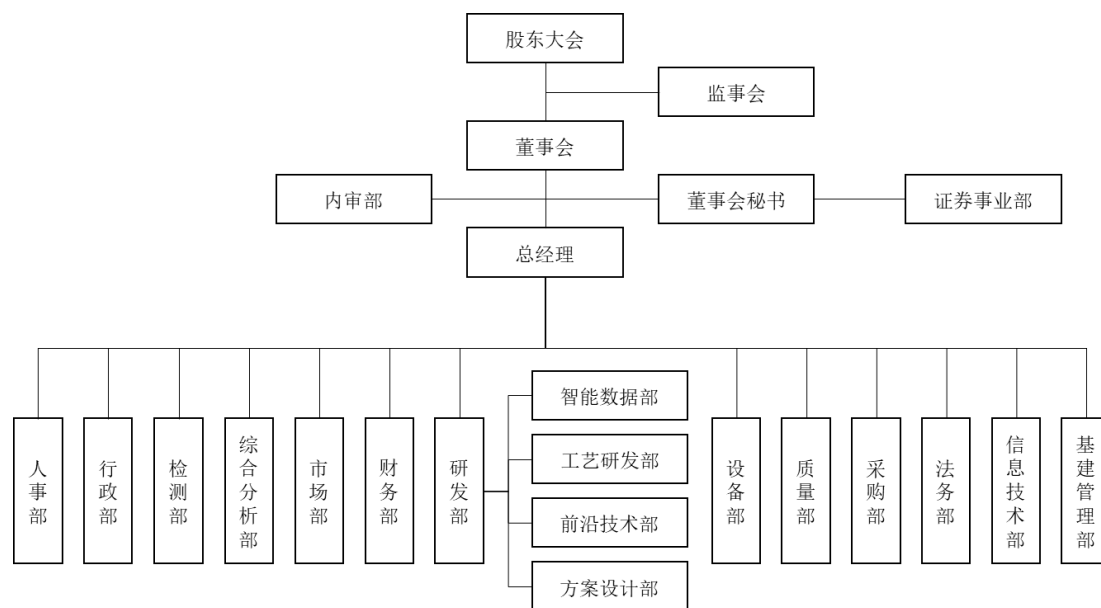 股东大会
监事会
董事会
内审部
董事会秘书
证券事业部
总经理
人事部
行政部
检测部
综合分析部
市场部
财务部
研发部
智能数据部
工艺研发部
前沿技术部
方案设计部
设备部
质量部
采购部
法务部
信息技术部
基建管理部